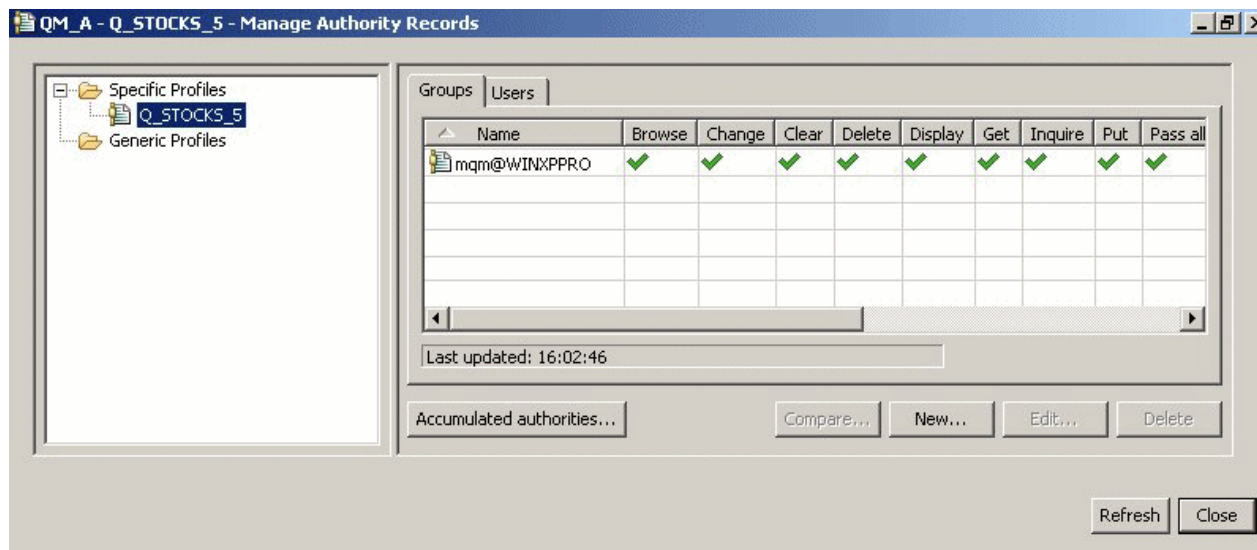 QM_A - Q_STOCKS_5 - Manage Authority Records
Specific Profiles
Q_STOCKS_5
Generic Profiles
Groups Users
Name Browse Change Clear Delete Display Get Inquire Put Pass all
mqm@WINXPPRO
Last updated: 16:02:46
Accumulated authorities... Compare... New... Edit... Delete
Refresh Close